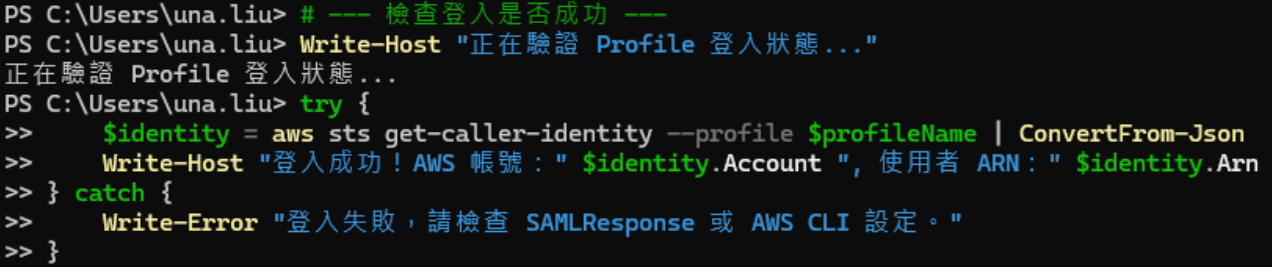 PS C:\Users\una.liu> # --- 檢查登入是否成功 ---
PS C:\Users\una.liu> Write-Host "正在驗證 Profile 登入狀態..."
正在驗證 Profile 登入狀態...
PS C:\Users\una.liu> try {
>>     $identity = aws sts get-caller-identity --profile $profileName | ConvertFrom-Json
>>     Write-Host "登入成功！AWS 帳號：" $identity.Account ", 使用者 ARN：" $identity.Arn
>> } catch {
>>     Write-Error "登入失敗，請檢查 SAMLResponse 或 AWS CLI 設定。"
>> }